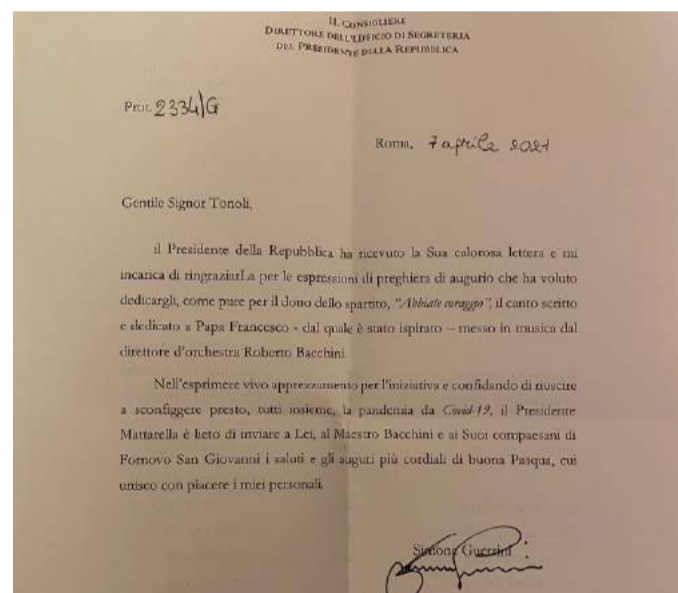 IL CONSIGLIERE
DIRETTORE DELL'UFFICIO DI SEGRETERIA
DEL PRESIDENTE DELLA REPUBBLICA
Prot. 2334/G
Roma, 7 aprile 2021
Gentile Signor Tonoli,
il Presidente della Repubblica ha ricevuto la Sua calorosa lettera e mi
incarica di ringraziarLa per le espressioni di preghiera di augurio che ha voluto
dedicargli, come pure per il dono dello spartito, "Abbiate coraggio", il canto scritto
e dedicato a Papa Francesco - dal quale è stato ispirato – messo in musica dal
direttore d'orchestra Roberto Bacchini.
Nell'esprimere vivo apprezzamento per l'iniziativa e confidando di riuscire
a sconfiggere presto, tutti insieme, la pandemia da Covid-19, il Presidente
Mattarella è lieto di inviare a Lei, al Maestro Bacchini e ai Suoi compaesani di
Fornovo San Giovanni i saluti e gli auguri più cordiali di buona Pasqua, cui
unisco con piacere i miei personali.
Simone Guerrini